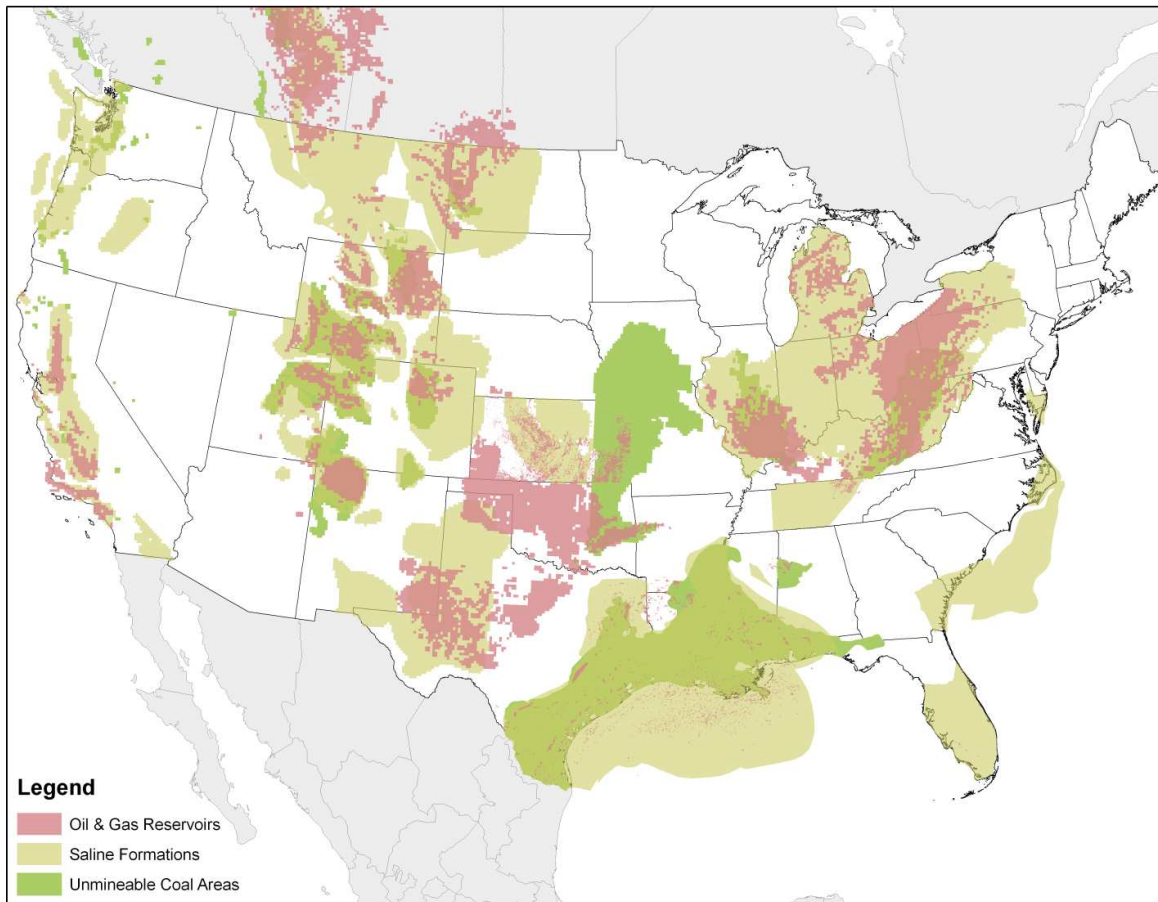 Legend
Oil & Gas Reservoirs
Saline Formations
Unmineable Coal Areas